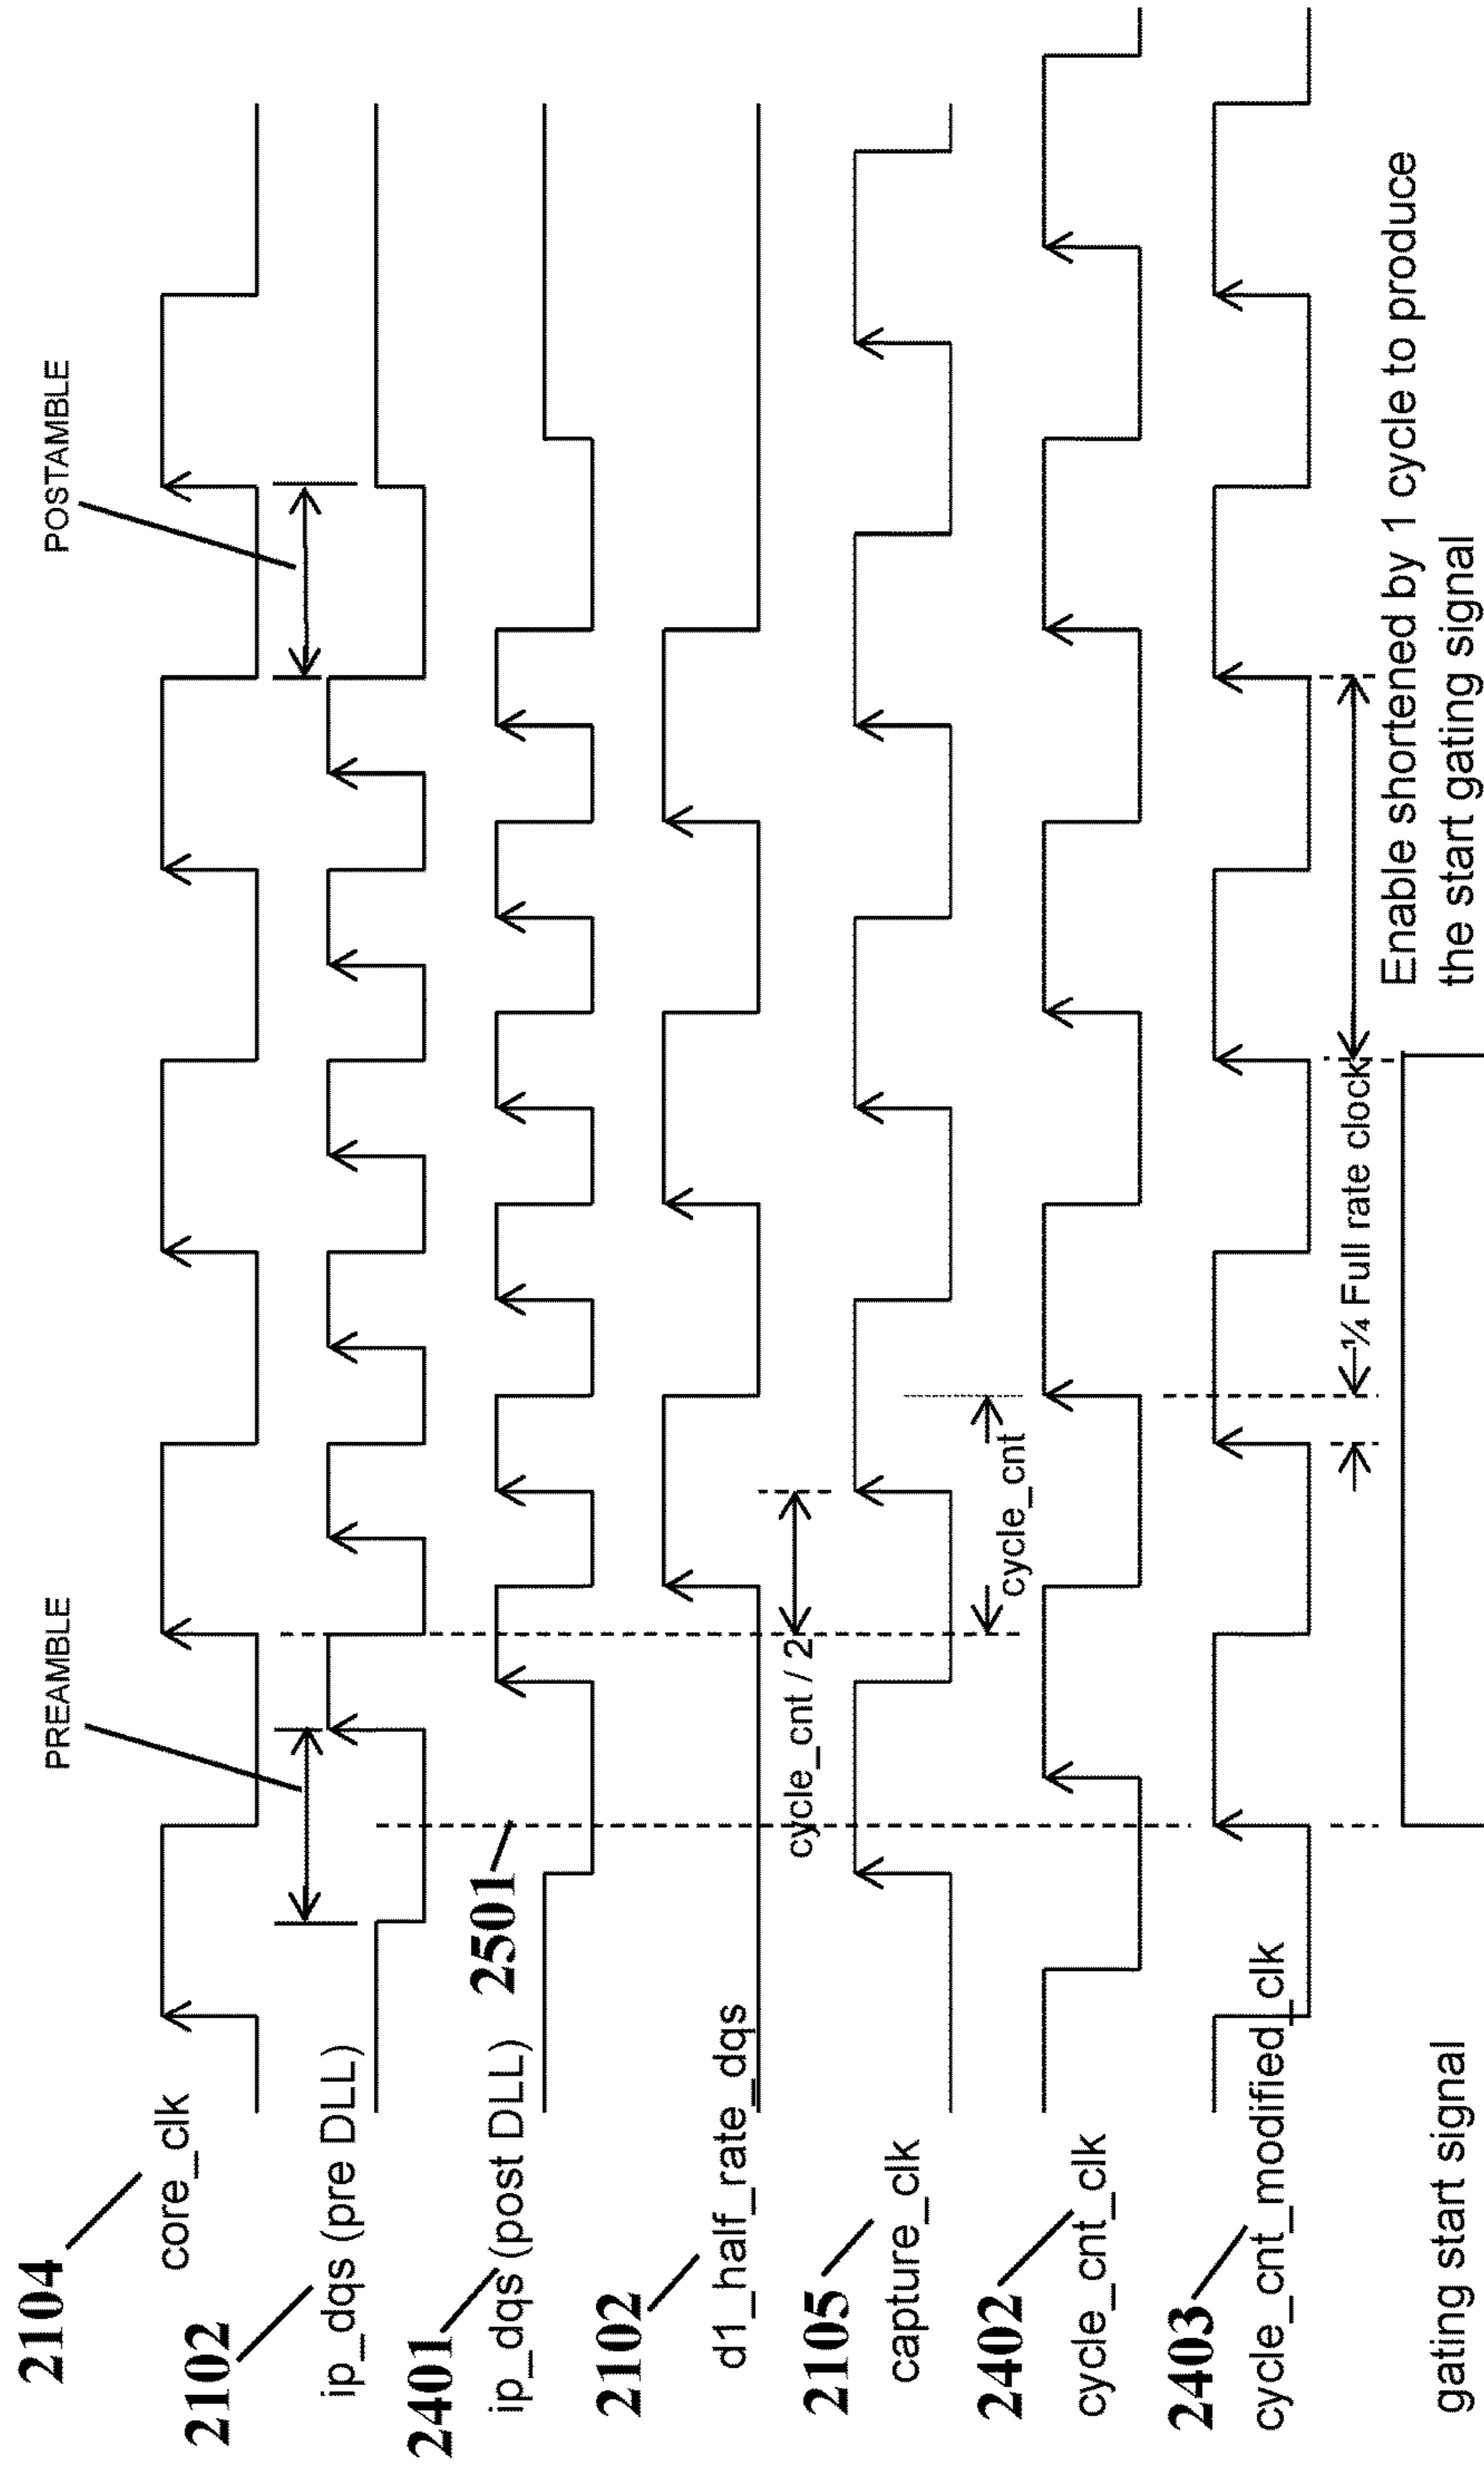 PREAMBLE
POSTAMBLE
2104
core_clk
2102
ip_dqs (pre DLL)
2401
ip_dqs (post DLL)
2501
2102
d1_half_rate_dqs
cycle_cnt / 2
2105
capture_clk
cycle_cnt
2402
cycle_cnt_clk
2403
cycle_cnt_modified_clk
¼ Full rate clock
Enable shortened by 1 cycle to produce
the start gating signal
gating start signal